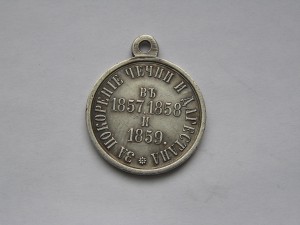 ЗА ПОКОРЕНІЕ ЧЕЧНИ И ДАГЕСТАНА
ВЪ
1857, 1858
И
1859.